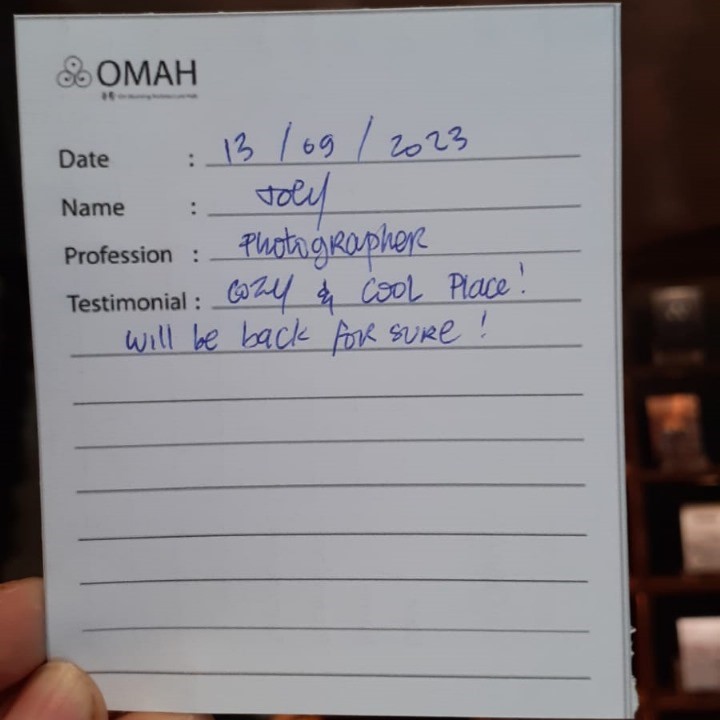 OMAH
Date : 13 / 09 / 2023
Name : Joey
Profession : Photographer
Testimonial : Cozy & Cool Place!
Will be back for sure!